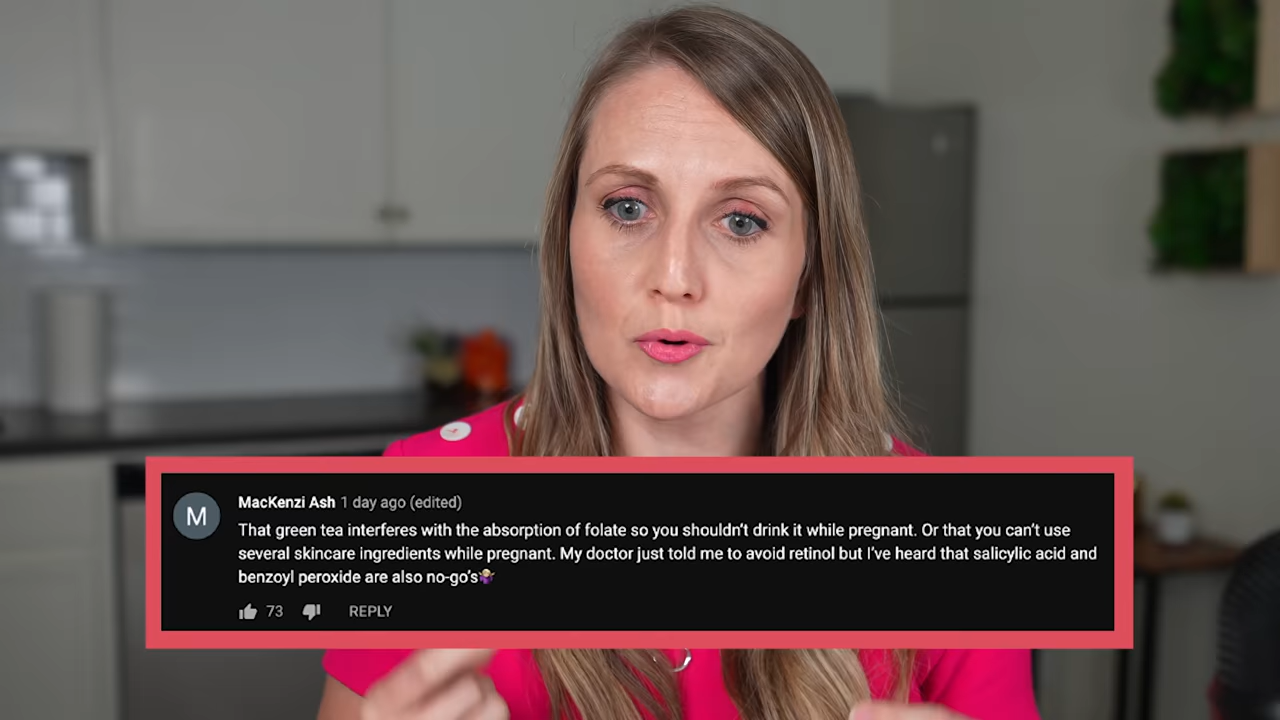 M
MacKenzi Ash 1 day ago (edited)
That green tea interferes with the absorption of folate so you shouldn't drink it while pregnant. Or that you can't use
several skincare ingredients while pregnant. My doctor just told me to avoid retinol but I've heard that salicylic acid and
benzoyl peroxide are also no-go's🤷🏼‍♀️
73 REPLY